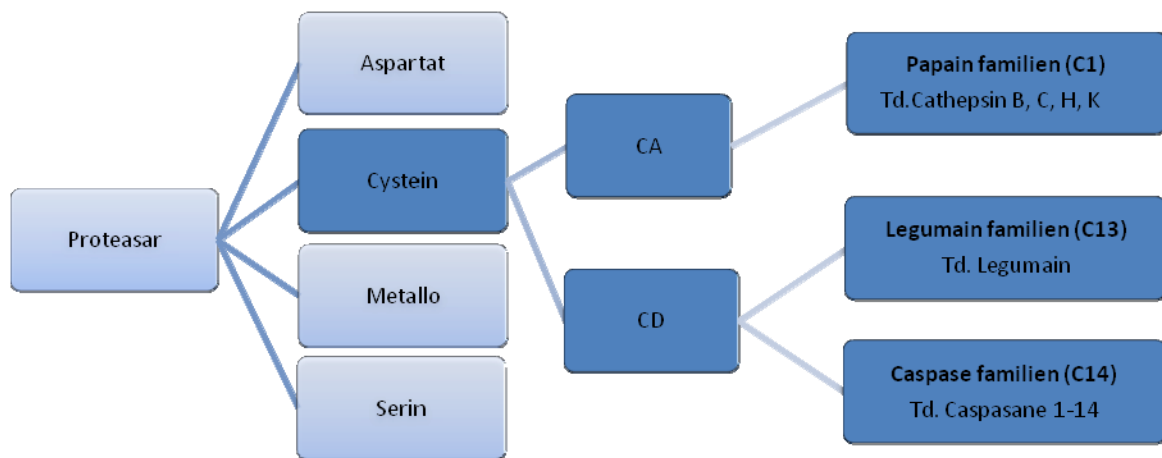 Proteasar
Aspartat
Cystein
Metallo
Serin
CA
CD
Papain familien (C1)
Td.Cathepsin B, C, H, K
Legumain familien (C13)
Td. Legumain
Caspase familien (C14)
Td. Caspasane 1-14